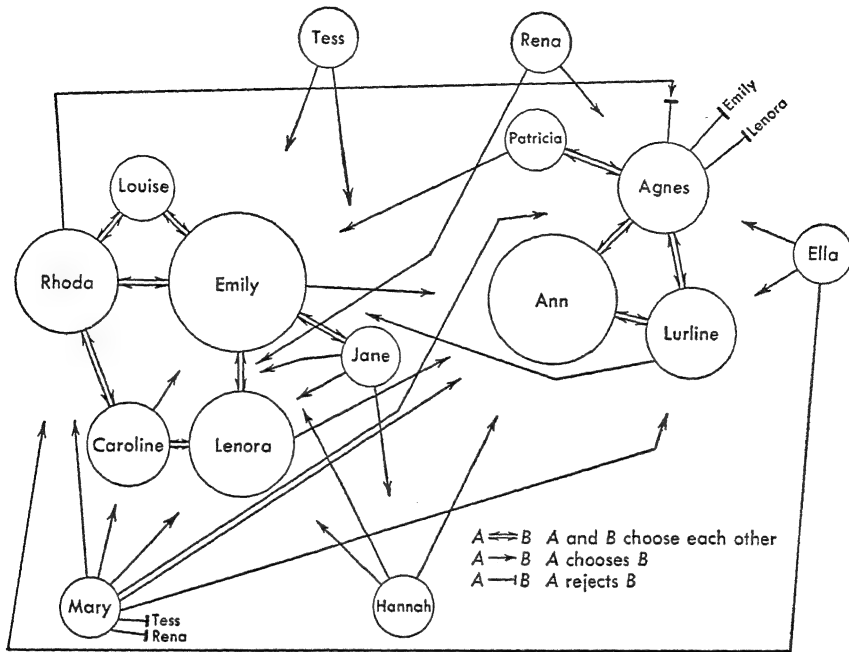 Tess
Rena
Emily
Lenora
Patricia
Louise
Agnes
Rhoda
Emily
Ella
Ann
Lurline
Jane
Caroline
Lenora
A B A and B choose each other
A B A chooses B
A B A rejects B
Mary
Tess
Rena
Hannah